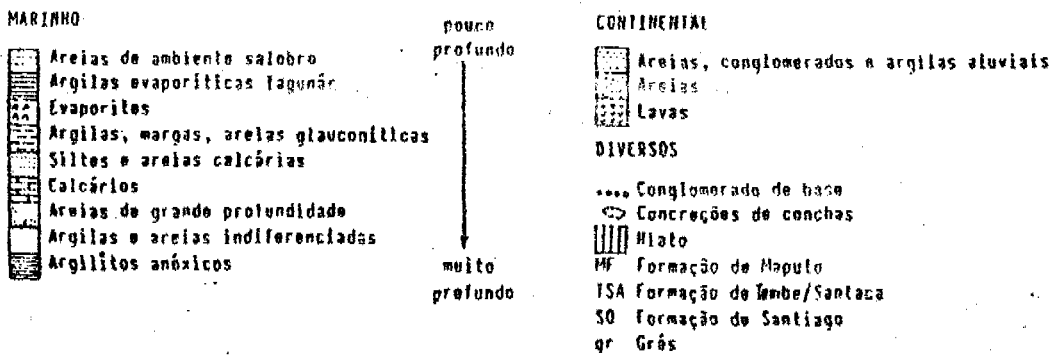 MARINHO
pouco
profundo
Areias de ambiente salobro
Argilas evaporíticas lagunár
Evaporites
Argilas, margas, areias glauconíticas
Siltes e areias calcárias
Calcários
Areias de grande profundidade
Argilas e areias indiferenciadas
Argilitos anóxicos
muito
profundo
CONTINENTAL
Areias, conglomerados e argilas aluviais
Areias
Lavas
DIVERSOS
.... Conglomerado de base
Concreções de conchas
Hiato
MF Formação de Maputo
TSA Formação de Tembe/Santaca
SO Formação de Santiago
gr Grés